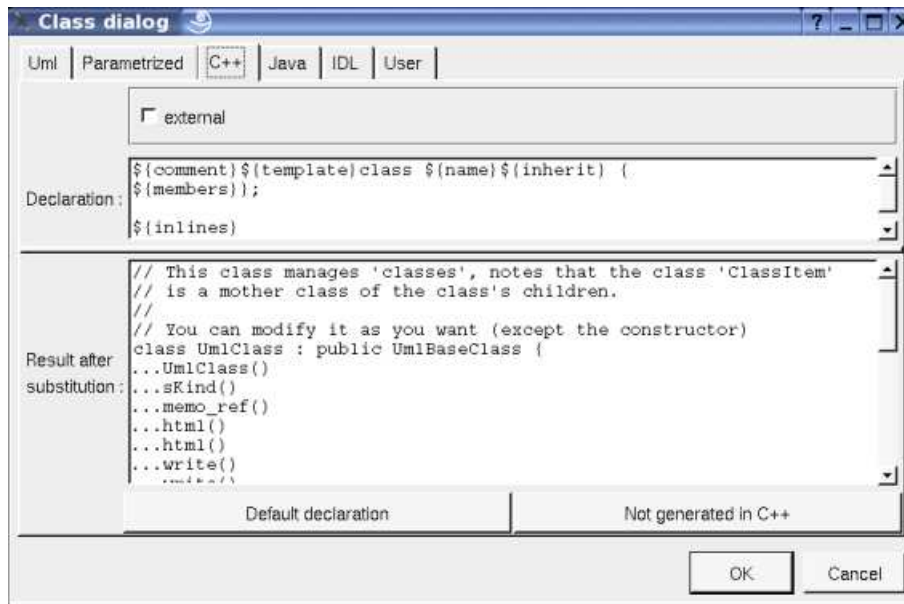 Class dialog
Uml Parametrized C++ Java IDL User
external
Declaration :
${comment}${template}class ${name}${inherit} {
${members}};
${inlines}
Result after
substitution :
// This class manages 'classes', notes that the class 'ClassItem'
// is a mother class of the class's children.
//
// You can modify it as you want (except the constructor)
class UmlClass : public UmlBaseClass {
...UmlClass()
...sKind()
...memo_ref()
...html()
...html()
...write()
Default declaration Not generated in C++
OK Cancel